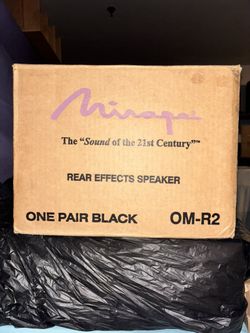 Mirage
The "Sound of the 21st Century"™
REAR EFFECTS SPEAKER
ONE PAIR BLACK OM-R2